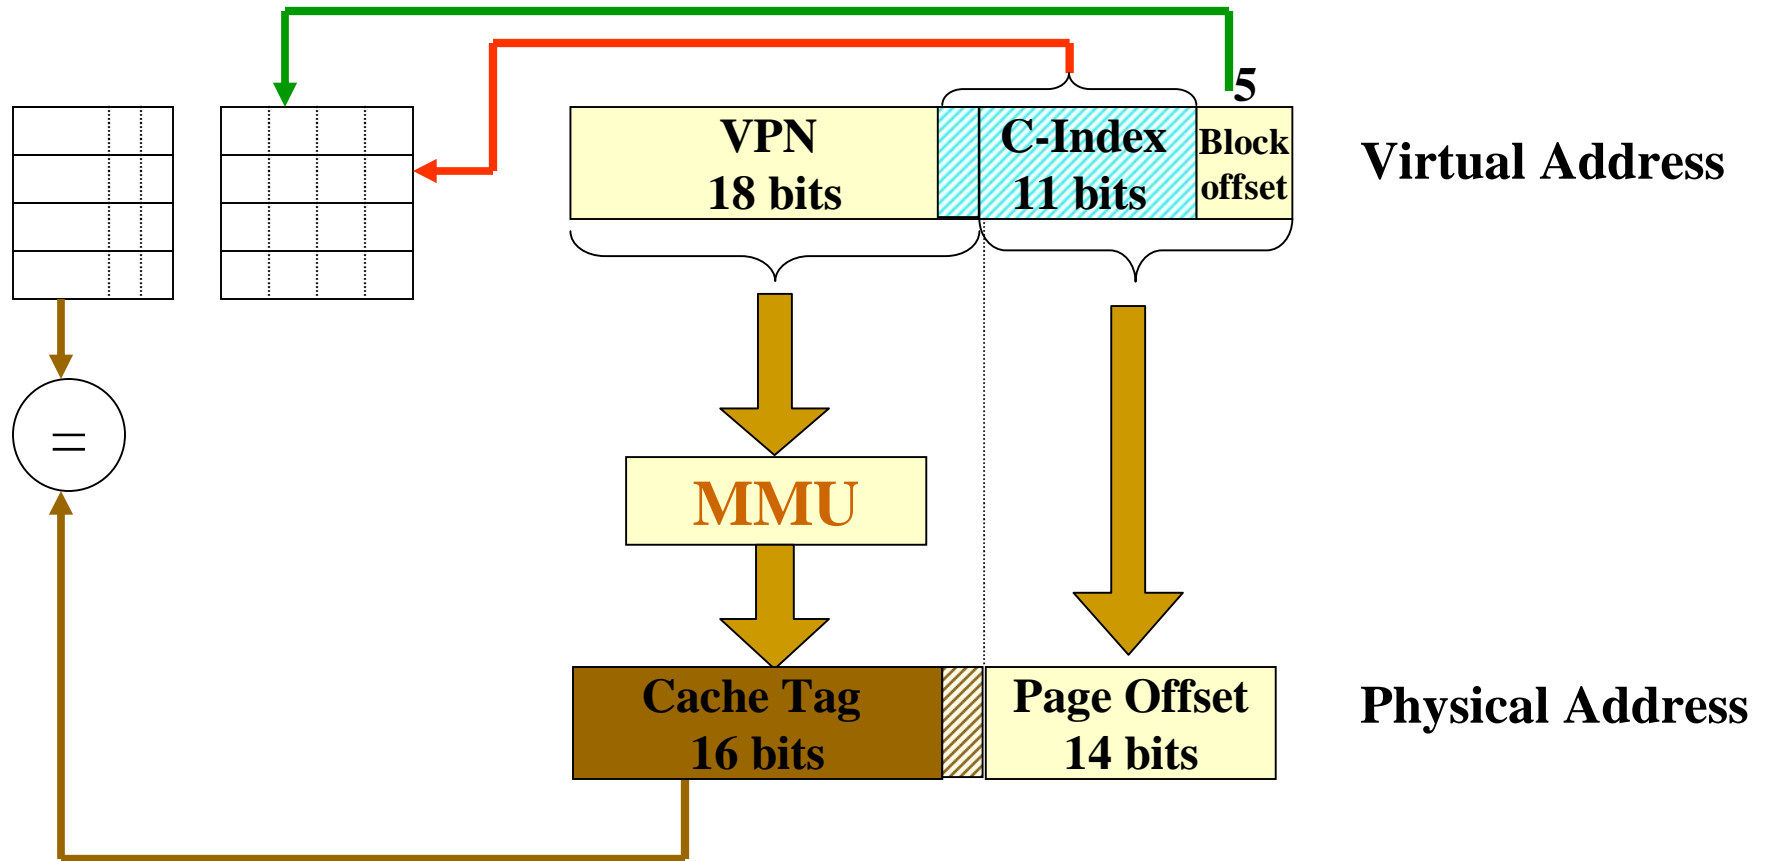 5
VPN
18 bits
C-Index
11 bits
Block
offset
Virtual Address
=
MMU
Cache Tag
16 bits
Page Offset
14 bits
Physical Address